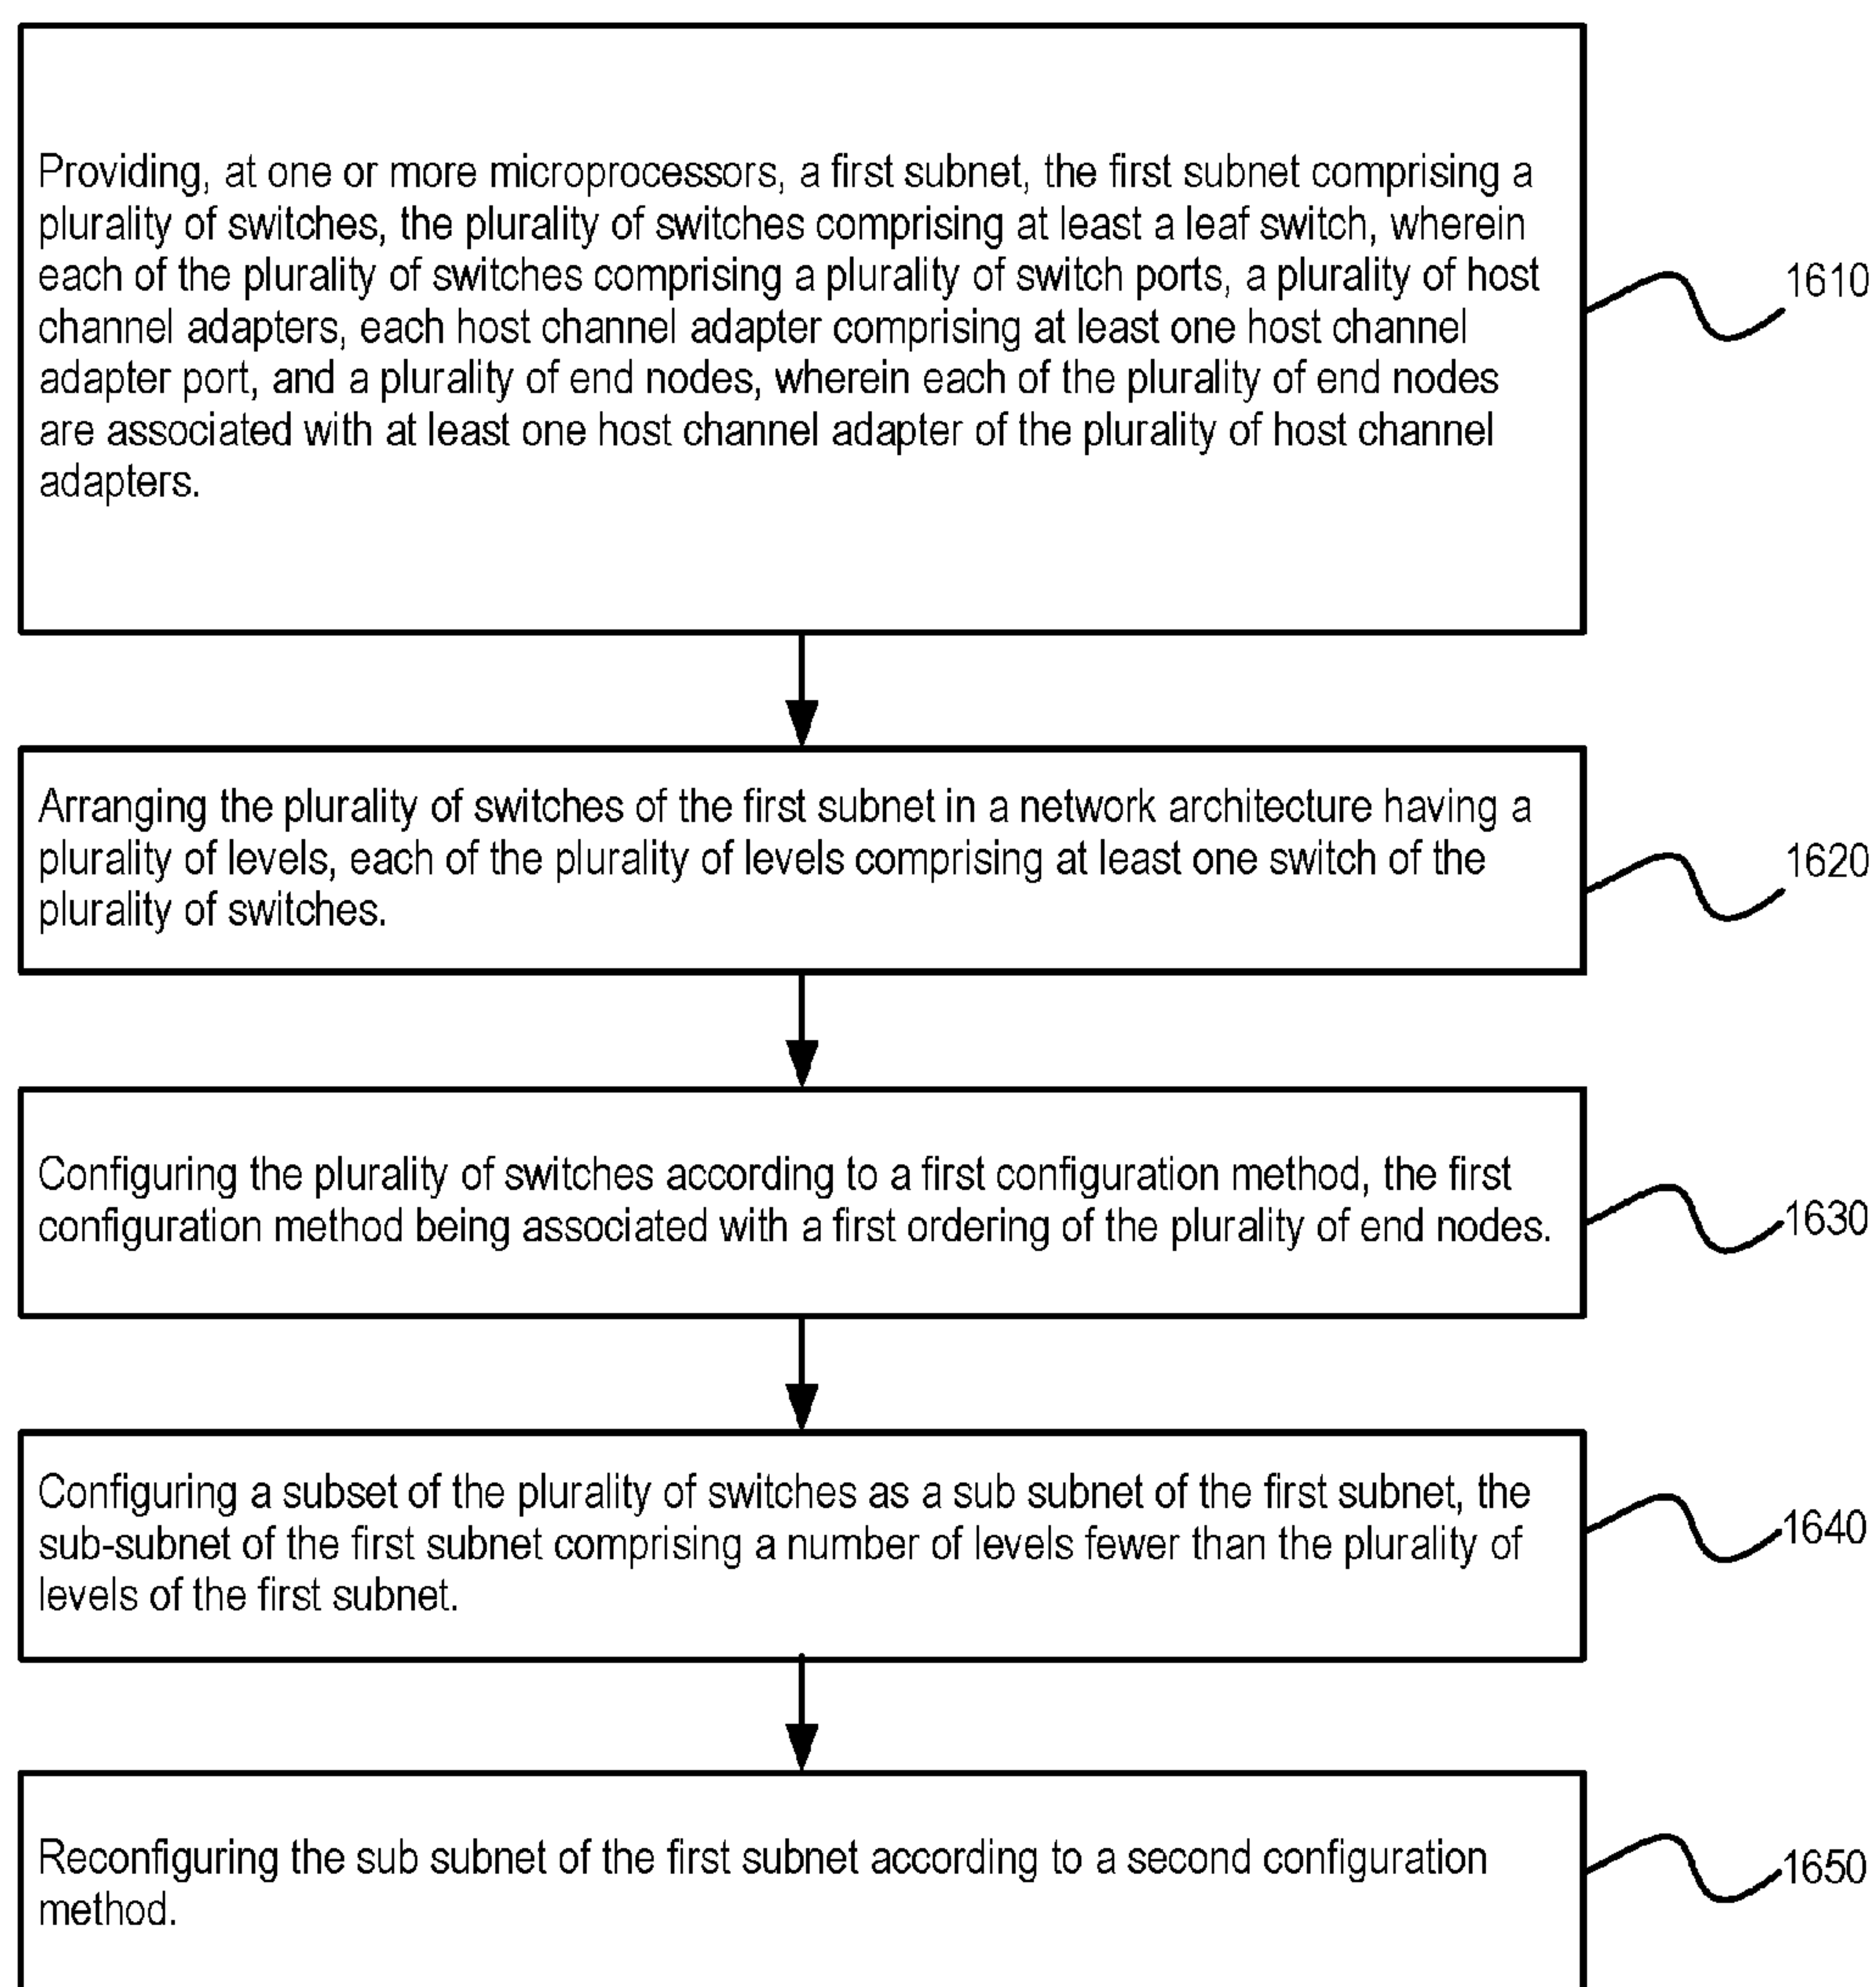 Providing, at one or more microprocessors, a first subnet, the first subnet comprising a
plurality of switches, the plurality of switches comprising at least a leaf switch, wherein
each of the plurality of switches comprising a plurality of switch ports, a plurality of host
channel adapters, each host channel adapter comprising at least one host channel
adapter port, and a plurality of end nodes, wherein each of the plurality of end nodes
are associated with at least one host channel adapter of the plurality of host channel
adapters.
1610
Arranging the plurality of switches of the first subnet in a network architecture having a
plurality of levels, each of the plurality of levels comprising at least one switch of the
plurality of switches.
1620
Configuring the plurality of switches according to a first configuration method, the first
configuration method being associated with a first ordering of the plurality of end nodes.
1630
Configuring a subset of the plurality of switches as a sub subnet of the first subnet, the
sub-subnet of the first subnet comprising a number of levels fewer than the plurality of
levels of the first subnet.
1640
Reconfiguring the sub subnet of the first subnet according to a second configuration
method.
1650